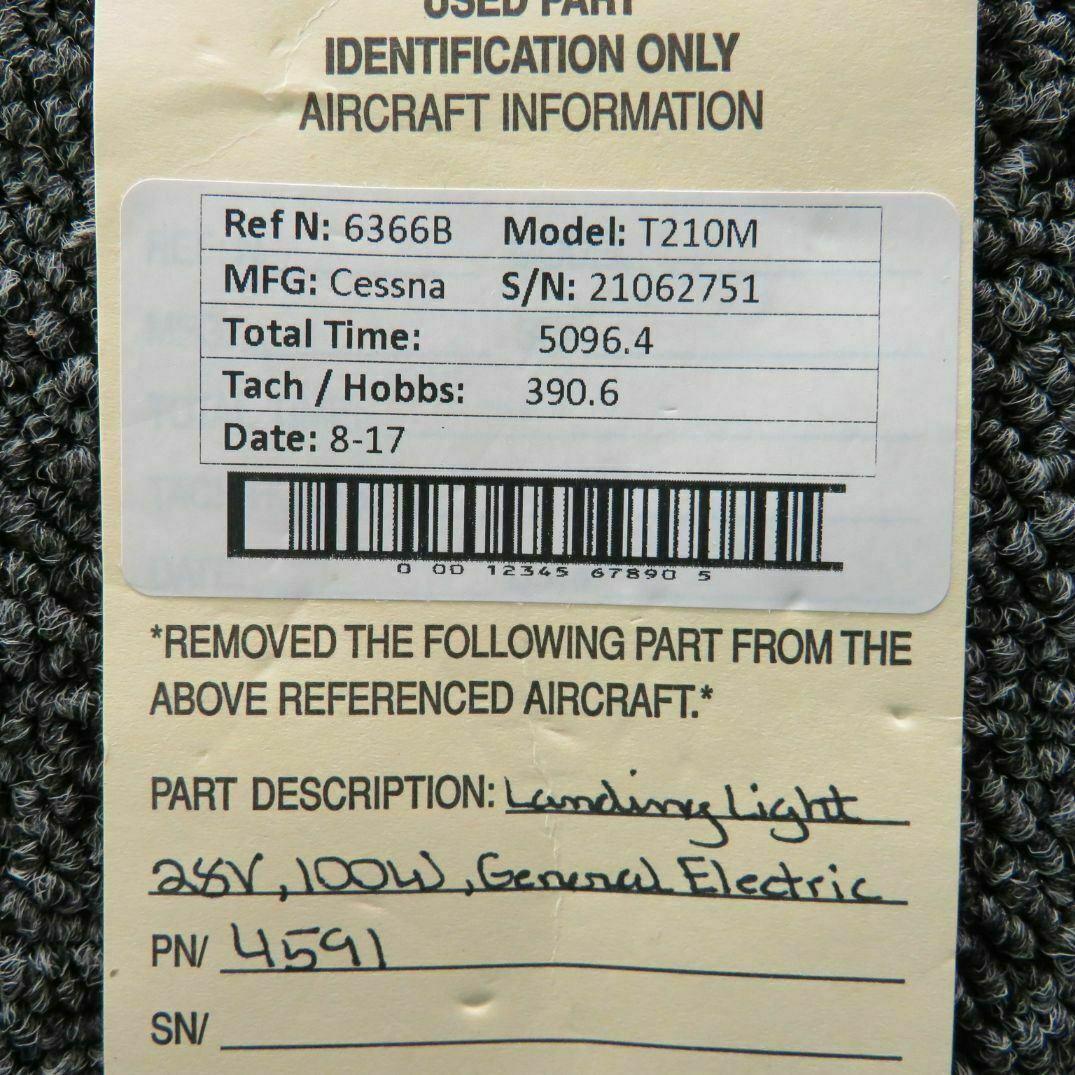 USED PART
IDENTIFICATION ONLY
AIRCRAFT INFORMATION
Ref N: 6366B Model: T210M
MFG: Cessna S/N: 21062751
Total Time: 5096.4
Tach / Hobbs: 390.6
Date: 8-17
0 00 12345 67890 5
*REMOVED THE FOLLOWING PART FROM THE
ABOVE REFERENCED AIRCRAFT.*
PART DESCRIPTION: Landing Light
28V, 100W, General Electric
PN/ 4591
SN/